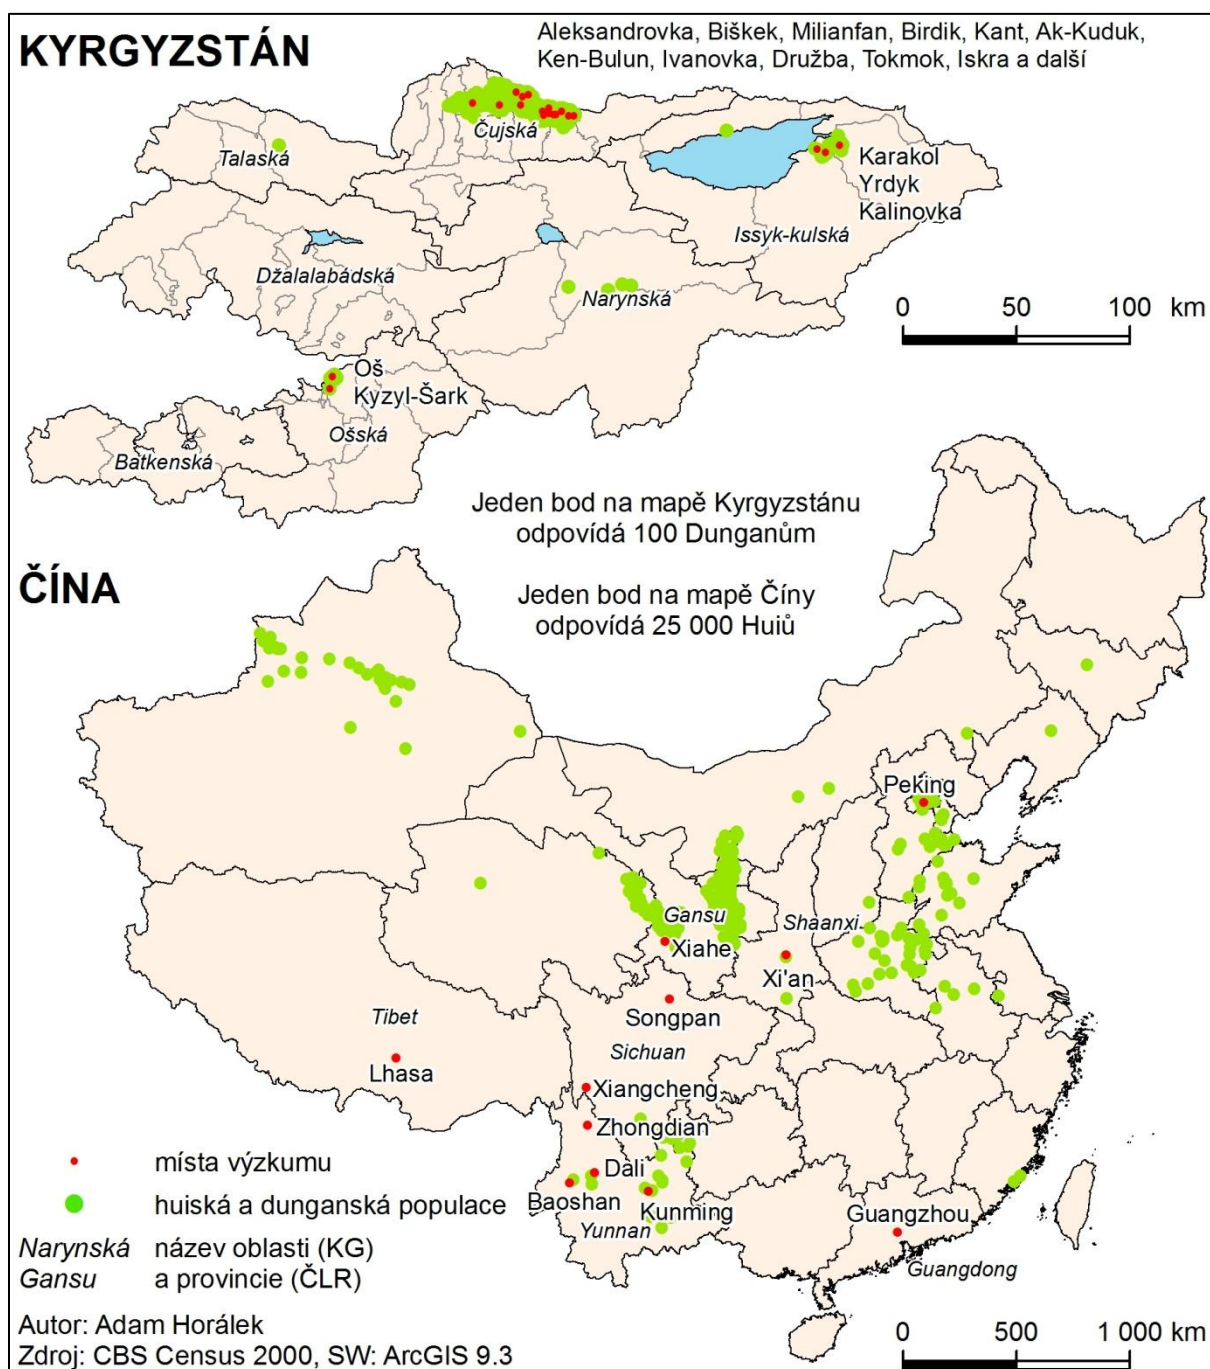 KYRGYZSTÁN
Aleksandrovka, Biškek, Milianfan, Birdik, Kant, Ak-Kuduk,
Ken-Bulun, Ivanovka, Družba, Tokmok, Iskra a další
Čujská
Talaská
Karakol
Yrdyk
Kalinovka
Issyk-kulská
Džalalabádská
Narynská
0 50 100 km
Oš
Kyzyl-Šark
Ošská
Batkenská
Jeden bod na mapě Kyrgyzstánu
odpovídá 100 Dunganům
ČÍNA
Jeden bod na mapě Číny
odpovídá 25 000 Huiů
Peking
Gansu
Shaanxi
Xiahe
Xi'an
Songpan
Tibet
Sichuan
Lhasa
Xiangcheng
Zhongdian
Dali
Baoshan
Kunming
Guangzhou
Yunnan
Guangdong
místa výzkumu
huiská a dunganská populace
Narynská název oblasti (KG)
Gansu a provincie (ČLR)
Autor: Adam Horálek
Zdroj: CBS Census 2000, SW: ArcGIS 9.3
0 500 1 000 km